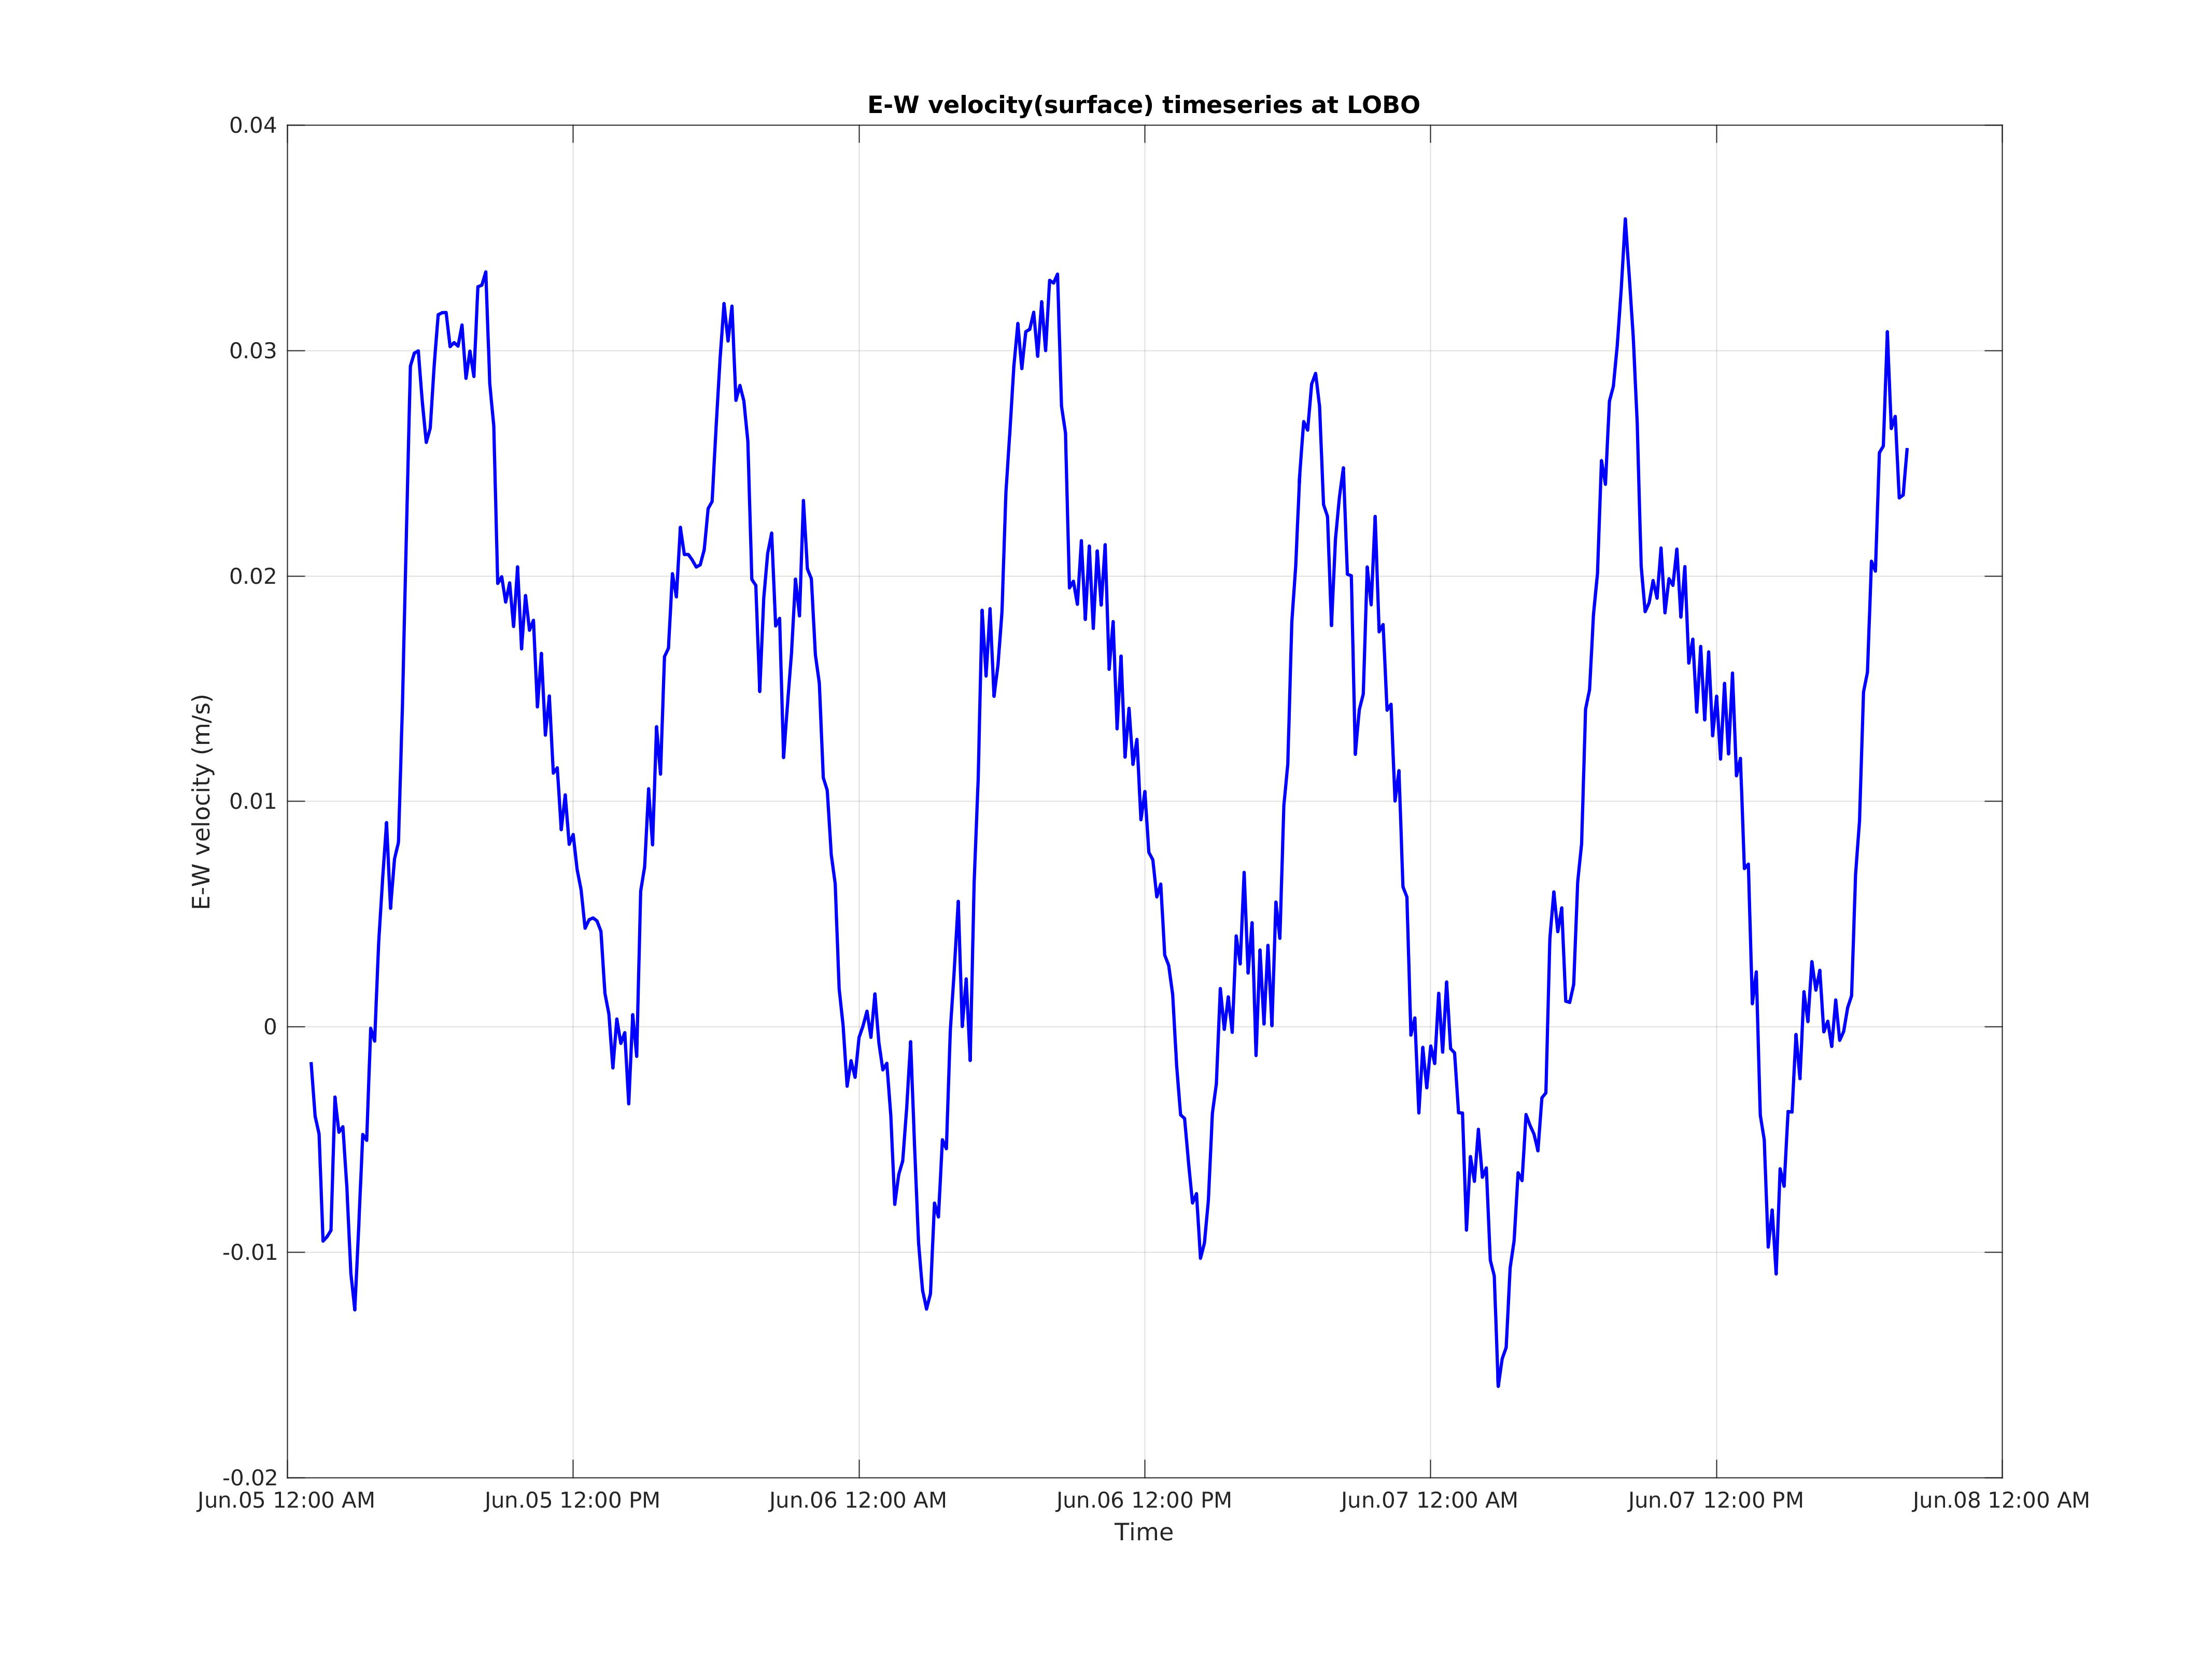 E-W velocity(surface) timeseries at LOBO
0.04
0.03
0.02
0.01
0
-0.01
-0.02
E-W velocity (m/s)
Jun.05 12:00 AM Jun.05 12:00 PM Jun.06 12:00 AM Jun.06 12:00 PM Jun.07 12:00 AM Jun.07 12:00 PM Jun.08 12:00 AM
Time